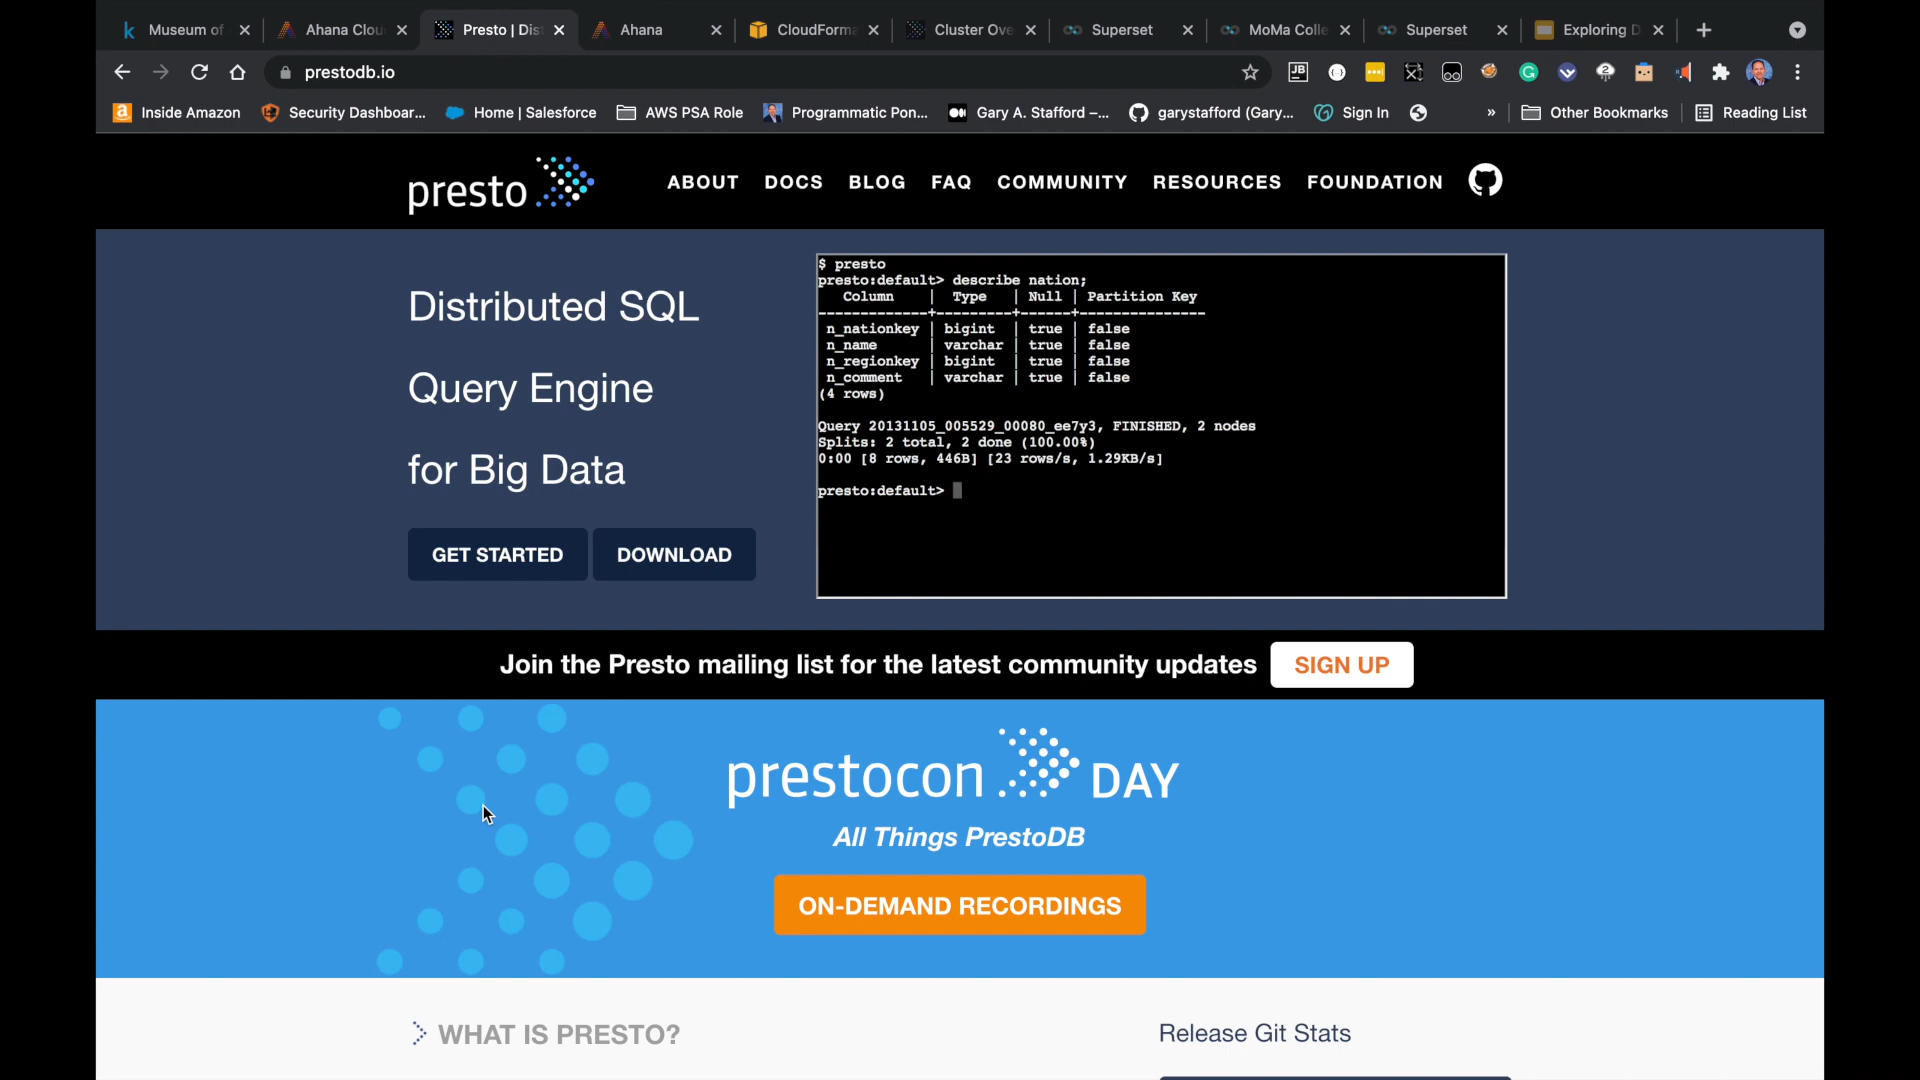 Museum of
Ahana Clou
Presto | Dis
Ahana
CloudForma
Cluster Ove
Superset
MoMa Colle
Superset
Exploring D
prestodb.io
Inside Amazon
Security Dashboar...
Home | Salesforce
AWS PSA Role
Programmatic Pon...
Gary A. Stafford –...
garystafford (Gary...
Sign In
»
Other Bookmarks
Reading List
presto
ABOUT
DOCS
BLOG
FAQ
COMMUNITY
RESOURCES
FOUNDATION
Distributed SQL
Query Engine
for Big Data
GET STARTED
DOWNLOAD
$ presto
presto:default> describe nation;
Column | Type | Null | Partition Key
-------------+---------+------+---------------
n_nationkey | bigint | true | false
n_name | varchar | true | false
n_regionkey | bigint | true | false
n_comment | varchar | true | false
(4 rows)
Query 20131105_005529_00080_ee7y3, FINISHED, 2 nodes
Splits: 2 total, 2 done (100.00%)
0:00 [8 rows, 446B] [23 rows/s, 1.29KB/s]
presto:default>
Join the Presto mailing list for the latest community updates
SIGN UP
prestocon DAY
All Things PrestoDB
ON-DEMAND RECORDINGS
WHAT IS PRESTO?
Release Git Stats